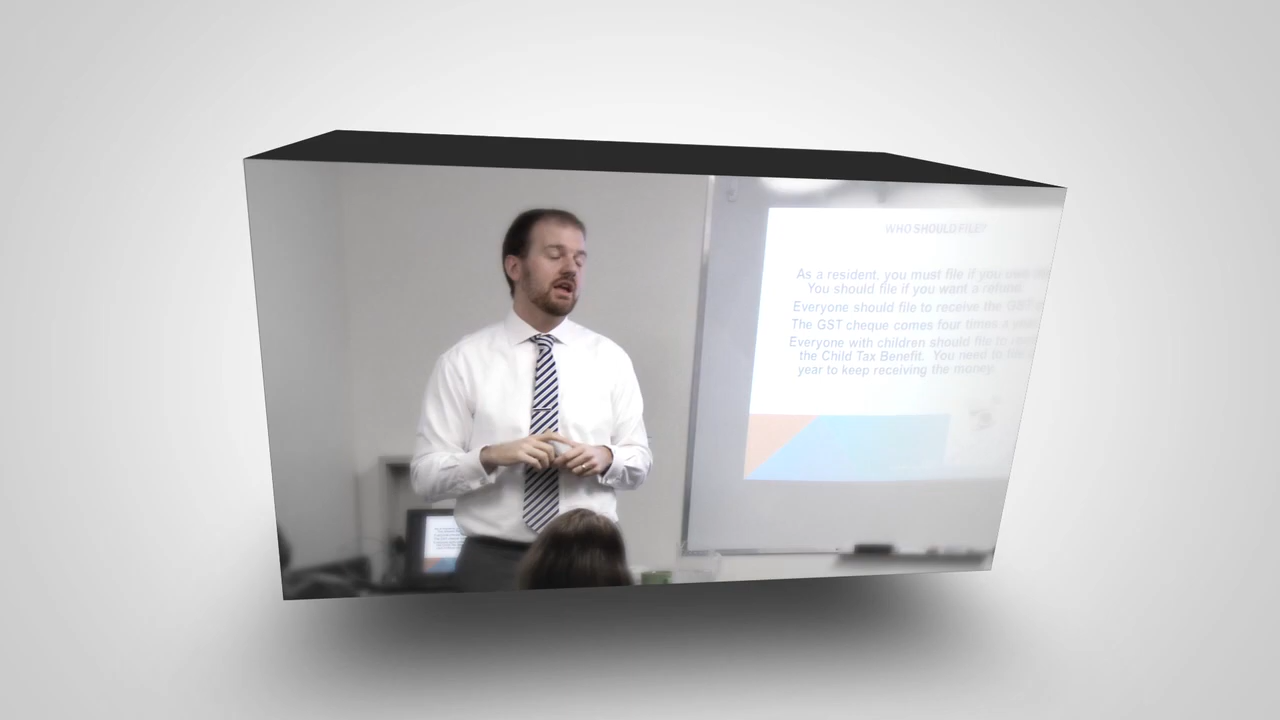 WHO SHOULD FILE?
As a resident, you must file if you owe
You should file if you want a refund.
Everyone should file to receive the GST
The GST cheque comes four times a year
Everyone with children should file to
the Child Tax Benefit. You need to file
year to keep receiving the money.